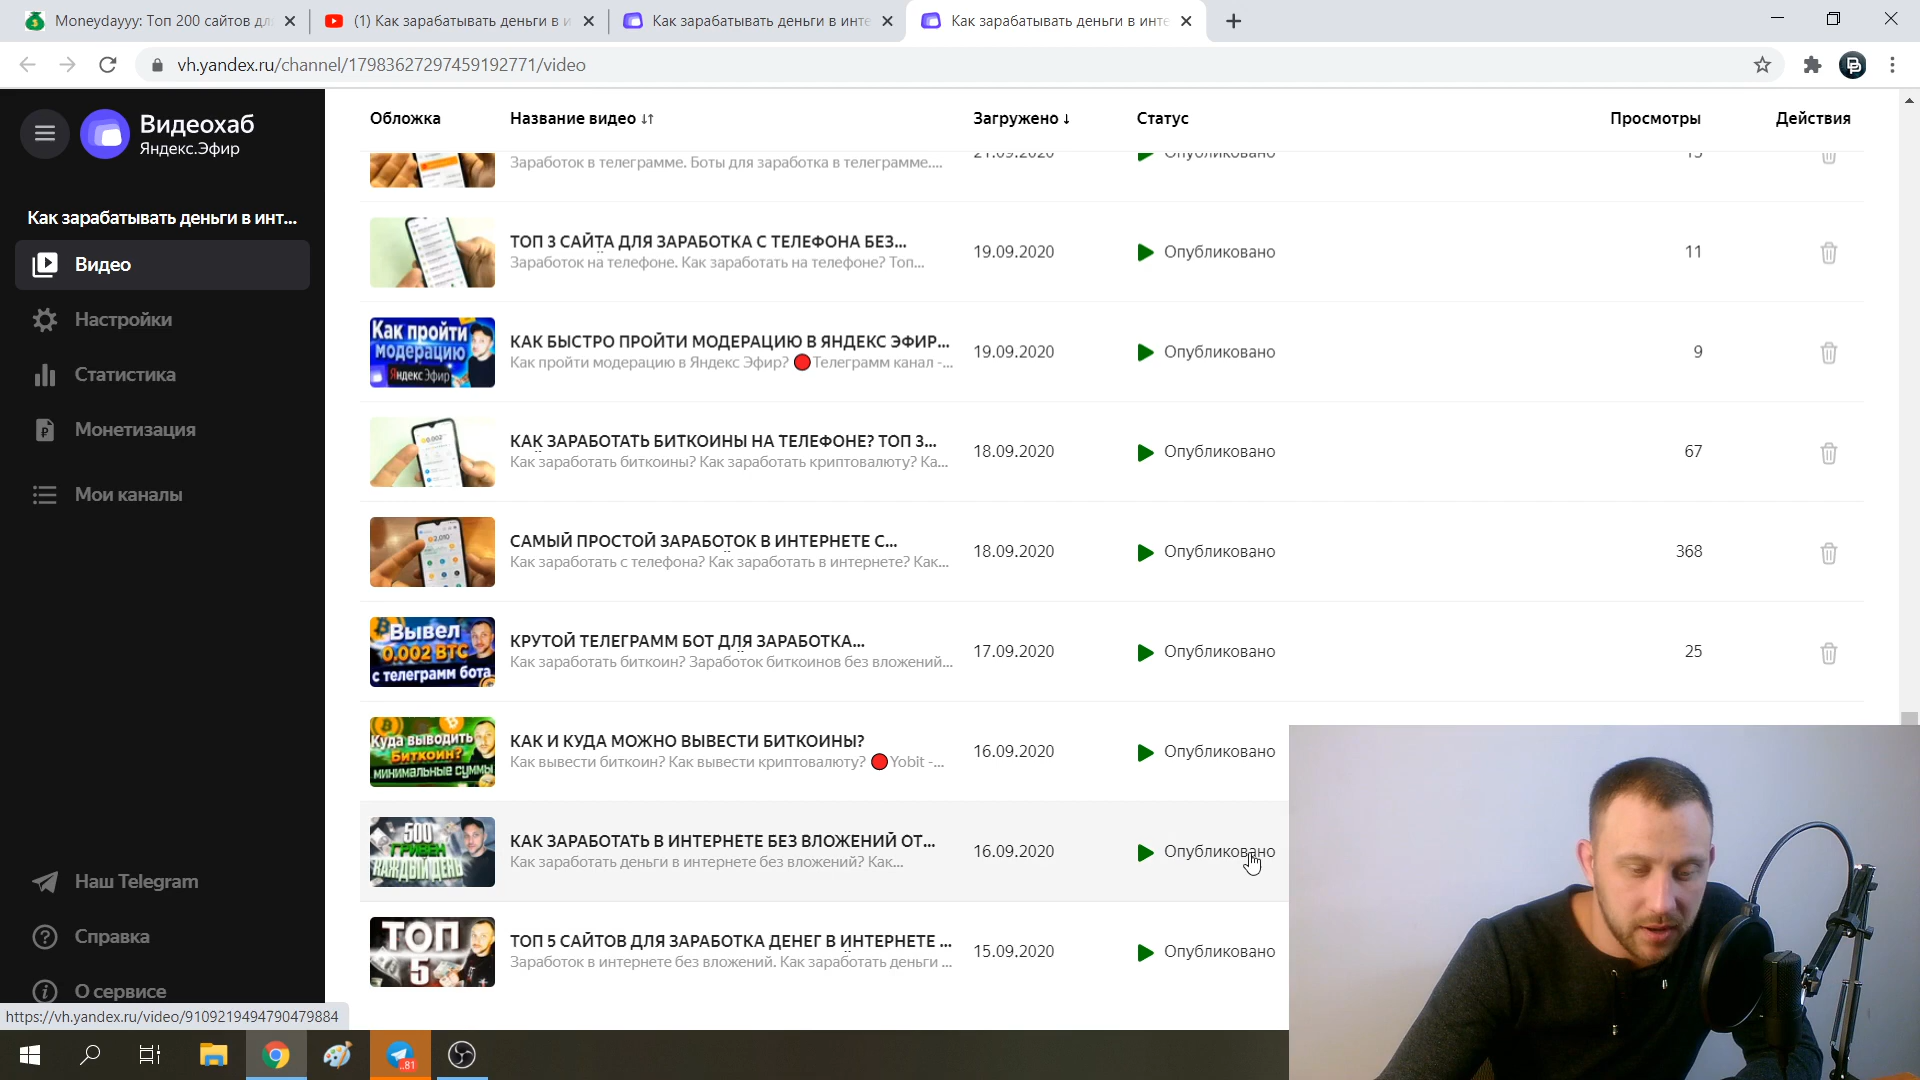 Moneydayyy: Топ 200 сайтов дл
(1) Как зарабатывать деньги в и
Как зарабатывать деньги в инте
Как зарабатывать деньги в инте
vh.yandex.ru/channel/17983627297459192771/video
Видеохаб
Яндекс.Эфир
Как зарабатывать деньги в инт...
Видео
Настройки
Статистика
Монетизация
Мои каналы
Наш Telegram
Справка
О сервисе
https://vh.yandex.ru/video/9109219494790479884
Обложка Название видео Загружено ↓ Статус Просмотры Действия
Заработок в телеграмме. Боты для заработка в телеграмме....
21.09.2020 Опубликовано
ТОП 3 САЙТА ДЛЯ ЗАРАБОТКА С ТЕЛЕФОНА БЕЗ...
Заработок на телефоне. Как заработать на телефоне? Топ...
19.09.2020 Опубликовано 11
Как пройти
модерацию
Яндекс Эфир
КАК БЫСТРО ПРОЙТИ МОДЕРАЦИЮ В ЯНДЕКС ЭФИР...
Как пройти модерацию в Яндекс Эфир? 🔴Телеграмм канал -...
19.09.2020 Опубликовано 9
КАК ЗАРАБОТАТЬ БИТКОИНЫ НА ТЕЛЕФОНЕ? ТОП 3...
Как заработать биткоины? Как заработать криптовалюту? Ка...
18.09.2020 Опубликовано 67
САМЫЙ ПРОСТОЙ ЗАРАБОТОК В ИНТЕРНЕТЕ С...
Как заработать с телефона? Как заработать в интернете? Как...
18.09.2020 Опубликовано 368
Вывел
0.002 BTC
с телеграмм бота
КРУТОЙ ТЕЛЕГРАММ БОТ ДЛЯ ЗАРАБОТКА...
Как заработать биткоин? Заработок биткоинов без вложений...
17.09.2020 Опубликовано 25
Куда выводить
Биткоин?
минимальные суммы
КАК И КУДА МОЖНО ВЫВЕСТИ БИТКОИНЫ?
Как вывести биткоин? Как вывести криптовалюту? 🔴Yobit -...
16.09.2020 Опубликовано
500
ГРИВЕН
КАЖДЫЙ ДЕНЬ
КАК ЗАРАБОТАТЬ В ИНТЕРНЕТЕ БЕЗ ВЛОЖЕНИЙ ОТ...
Как заработать деньги в интернете без вложений? Как...
16.09.2020 Опубликовано
ТОП
5
ТОП 5 САЙТОВ ДЛЯ ЗАРАБОТКА ДЕНЕГ В ИНТЕРНЕТЕ ...
Заработок в интернете без вложений. Как заработать деньги ...
15.09.2020 Опубликовано
81